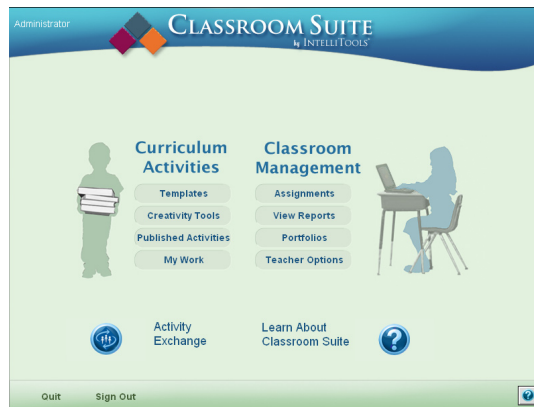 Administrator
CLASSROOM SUITE
by INTELLITOOLS®
Curriculum
Activities
Templates
Creativity Tools
Published Activities
My Work
Classroom
Management
Assignments
View Reports
Portfolios
Teacher Options
Activity
Exchange
Learn About
Classroom Suite
?
Quit
Sign Out
?